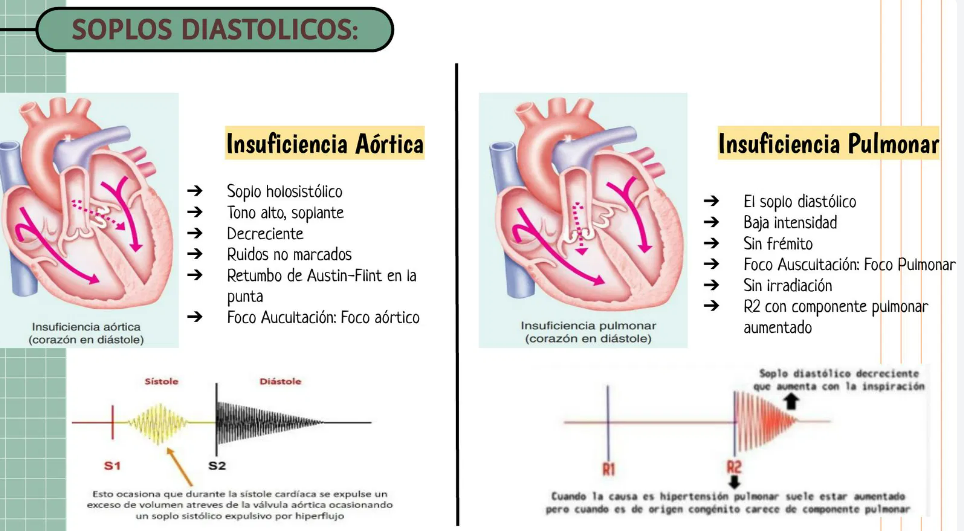 SOPLOS DIASTOLICOS:
Insuficiencia Aórtica
➔ Soplo holosistólico
➔ Tono alto, soplante
➔ Decreciente
➔ Ruidos no marcados
➔ Retumbo de Austin-Flint en la
punta
➔ Foco Aucultación: Foco aórtico
Insuficiencia aórtica
(corazón en diástole)
Sístole
Diástole
S1
S2
Esto ocasiona que durante la sístole cardíaca se expulse un
exceso de volumen atreves de la válvula aórtica ocasionando
un soplo sistólico expulsivo por hiperflujo
Insuficiencia Pulmonar
➔ El soplo diastólico
➔ Baja intensidad
➔ Sin frémito
➔ Foco Auscultación: Foco Pulmonar
➔ Sin irradiación
➔ R2 con componente pulmonar
aumentado
Insuficiencia pulmonar
(corazón en diástole)
Soplo diastólico decreciente
que aumenta con la inspiración
R1
R2
Cuando la causa es hipertensión pulmonar suele estar aumentado
pero cuando es de origen congénito carece de componente pulmonar